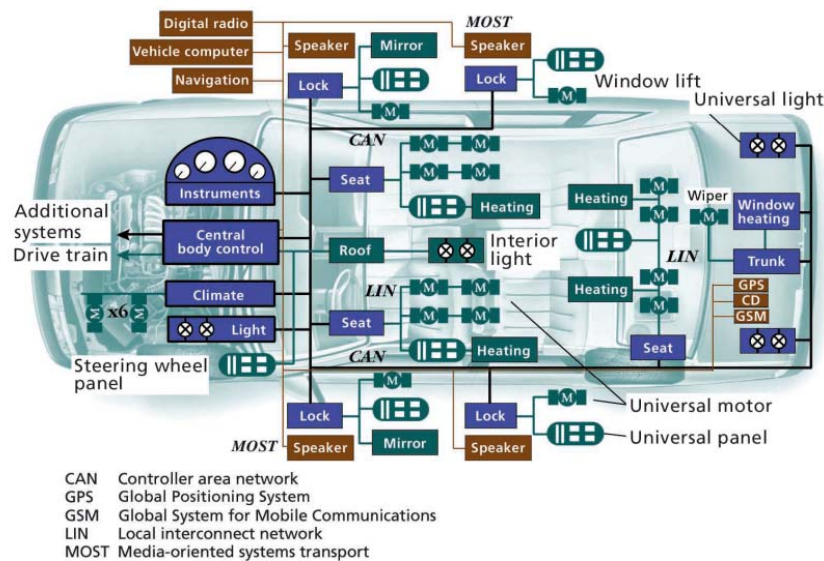 Digital radio
MOST
Vehicle computer
Speaker
Mirror
Speaker
Navigation
Lock
Lock
Window lift
M
M
Universal light
CAN
M M
Instruments
Seat
M M
Heating
Heating
M
Wiper
M
M
Window heating
Additional systems
Drive train
Central body control
Roof
Interior light
LIN
Trunk
Climate
LIN
M M
Heating
M
M
GPS
CD
GSM
M x6 M
Light
Seat
M M
Heating
Seat
CAN
Steering wheel panel
Lock
M
Lock
M
Universal motor
MOST
Speaker
Mirror
Speaker
Universal panel
CAN Controller area network
GPS Global Positioning System
GSM Global System for Mobile Communications
LIN Local interconnect network
MOST Media-oriented systems transport